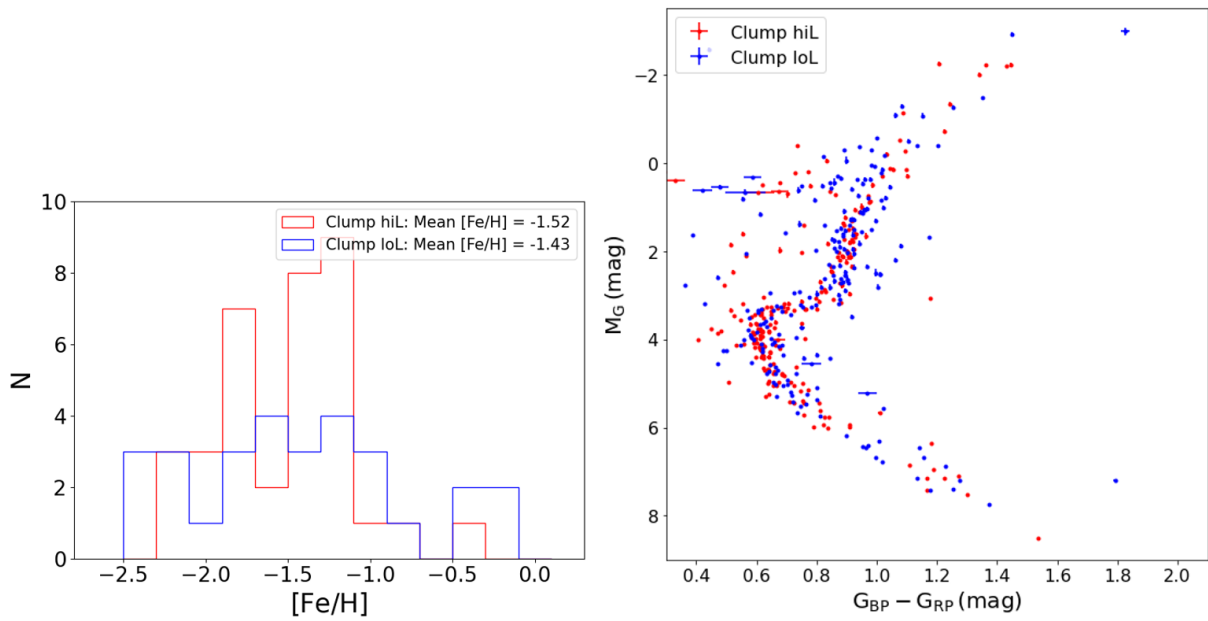 10
8
6
4
2
0
N
Clump hiL: Mean [Fe/H] = -1.52
Clump loL: Mean [Fe/H] = -1.43
−2.5 −2.0 −1.5 −1.0 −0.5 0.0
[Fe/H]
Clump hiL
Clump loL
−2
0
2
4
6
8
M_G (mag)
0.4 0.6 0.8 1.0 1.2 1.4 1.6 1.8 2.0
G_BP − G_RP (mag)